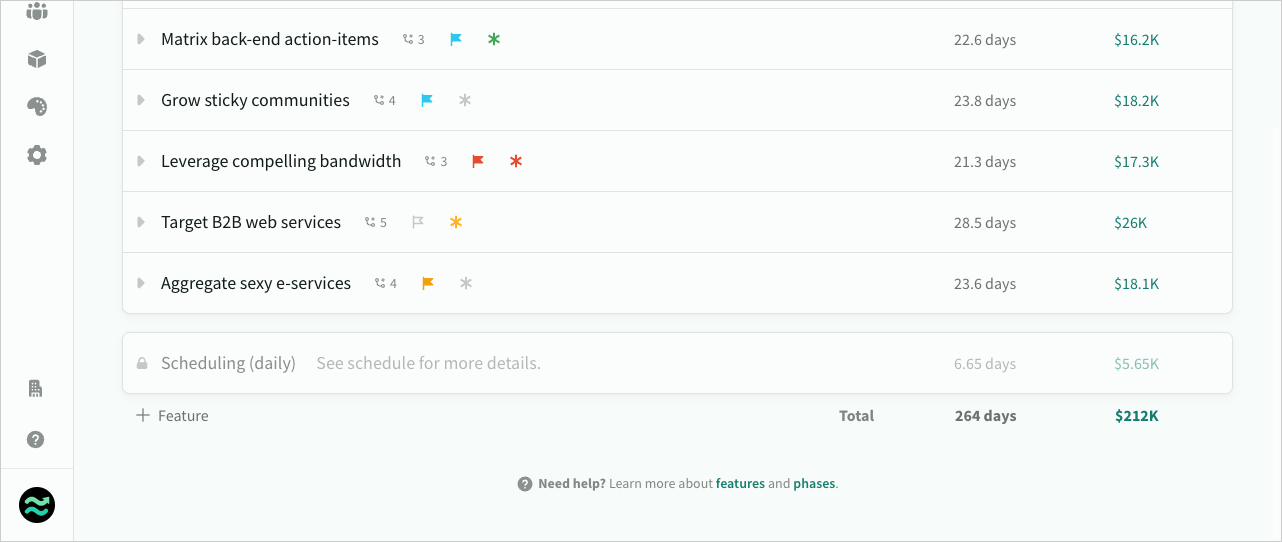 Matrix back-end action-items 3 22.6 days $16.2K
Grow sticky communities 4 23.8 days $18.2K
Leverage compelling bandwidth 3 21.3 days $17.3K
Target B2B web services 5 28.5 days $26K
Aggregate sexy e-services 4 23.6 days $18.1K
Scheduling (daily) See schedule for more details. 6.65 days $5.65K
Feature Total 264 days $212K
Need help? Learn more about features and phases.